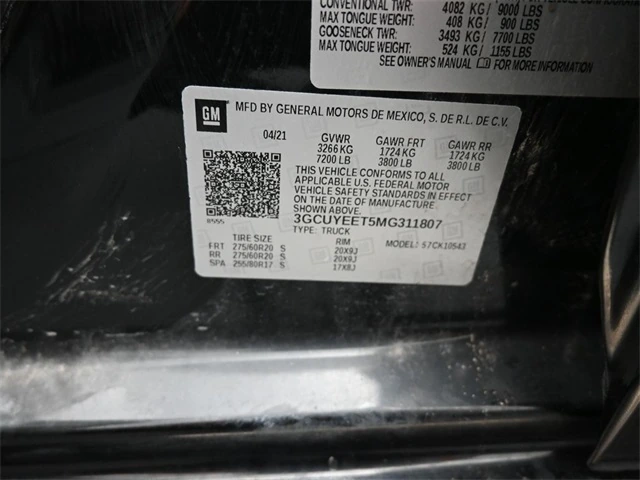 CONVENTIONAL TWR: 4082 KG / 9000 LBS
MAX TONGUE WEIGHT: 408 KG / 900 LBS
GOOSENECK TWR: 3493 KG / 7700 LBS
MAX TONGUE WEIGHT: 524 KG / 1155 LBS
SEE OWNER'S MANUAL FOR MORE INFORMATION
GM MFD BY GENERAL MOTORS DE MEXICO, S. DE R.L. DE C.V.
04/21 GVWR GAWR FRT GAWR RR
3266 KG 1724 KG 1724 KG
7200 LB 3800 LB 3800 LB
THIS VEHICLE CONFORMS TO ALL
APPLICABLE U.S. FEDERAL MOTOR
VEHICLE SAFETY STANDARDS IN EFFECT
ON THE DATE OF MANUFACTURE
SHOWN ABOVE.
0555 3GCUYEET5MG311807
TYPE: TRUCK MODEL: 57CK10543
TIRE SIZE RIM
FRT 275/60R20 S 20X9J
RR 275/60R20 S 20X9J
SPA 255/80R17 S 17X8J